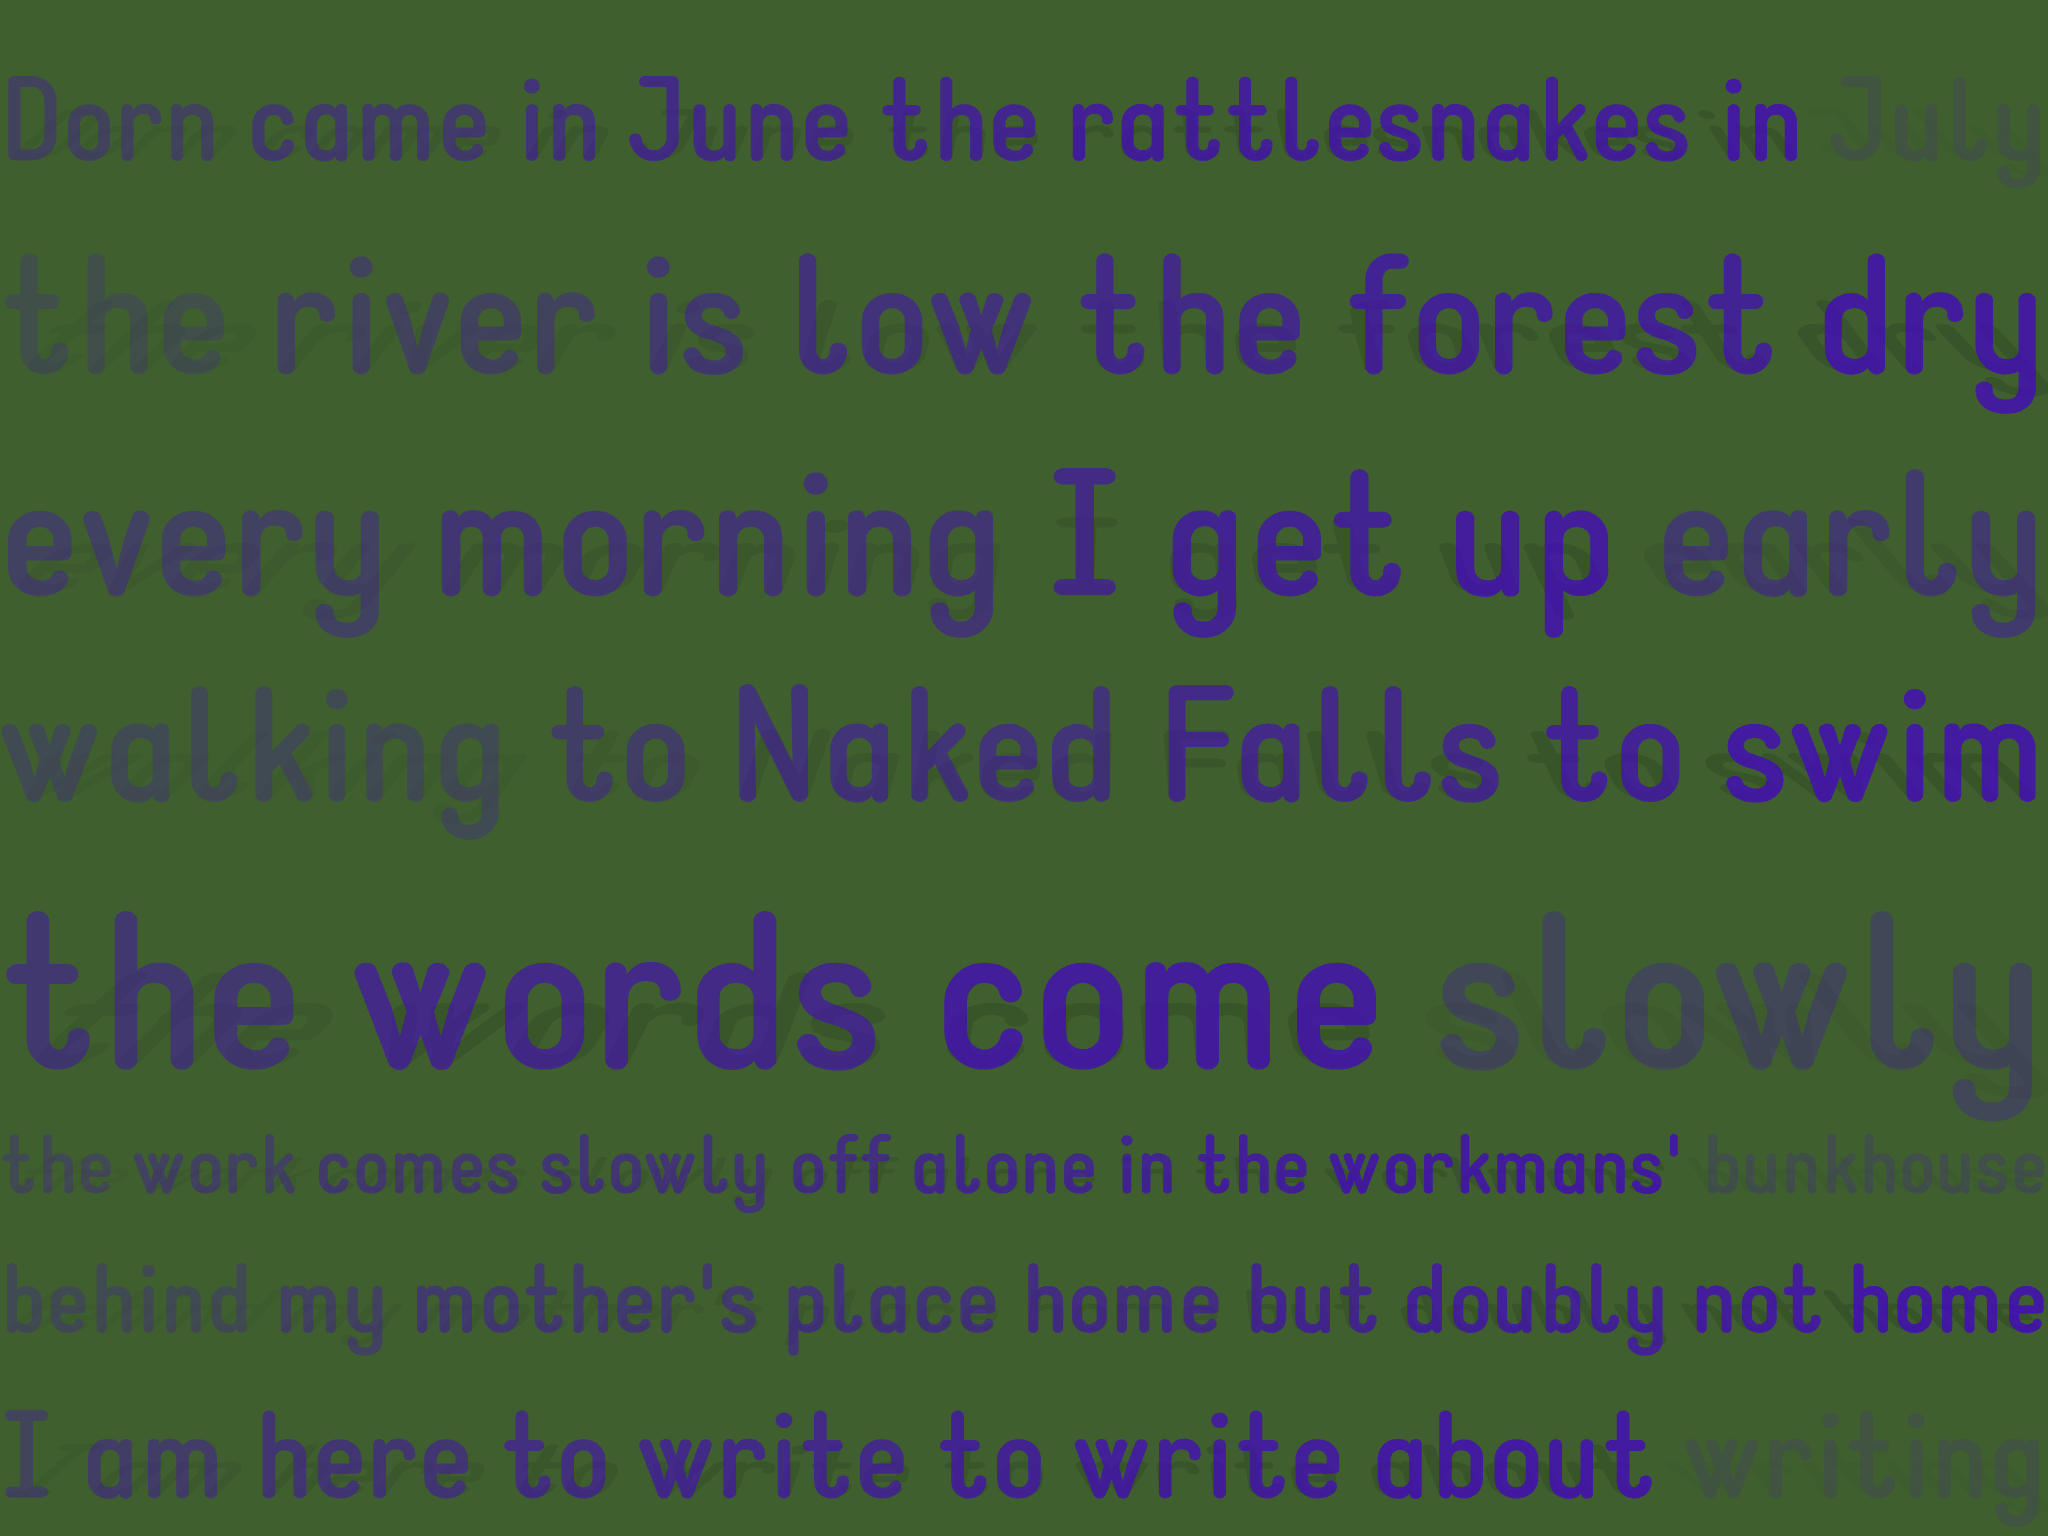 Dorn came in June the rattlesnakes in July
the river is low the forest dry
every morning I get up early
walking to Naked Falls to swim
the words come slowly
the work comes slowly off alone in the workmans' bunkhouse
behind my mother's place home but doubly not home
I am here to write to write about writing